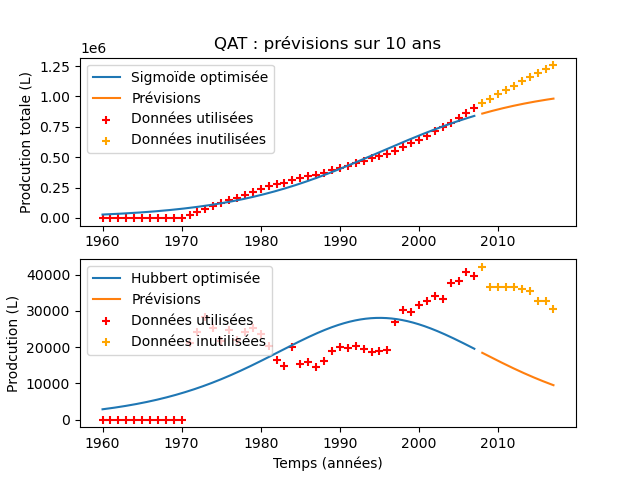 QAT : prévisions sur 10 ans
1e6
Prodcution totale (L)
1.25
1.00
0.75
0.50
0.25
0.00
Sigmoïde optimisée
Prévisions
Données utilisées
Données inutilisées
1960 1970 1980 1990 2000 2010
Prodcution (L)
40000
30000
20000
10000
0
Hubbert optimisée
Prévisions
Données utilisées
Données inutilisées
1960 1970 1980 1990 2000 2010
Temps (années)